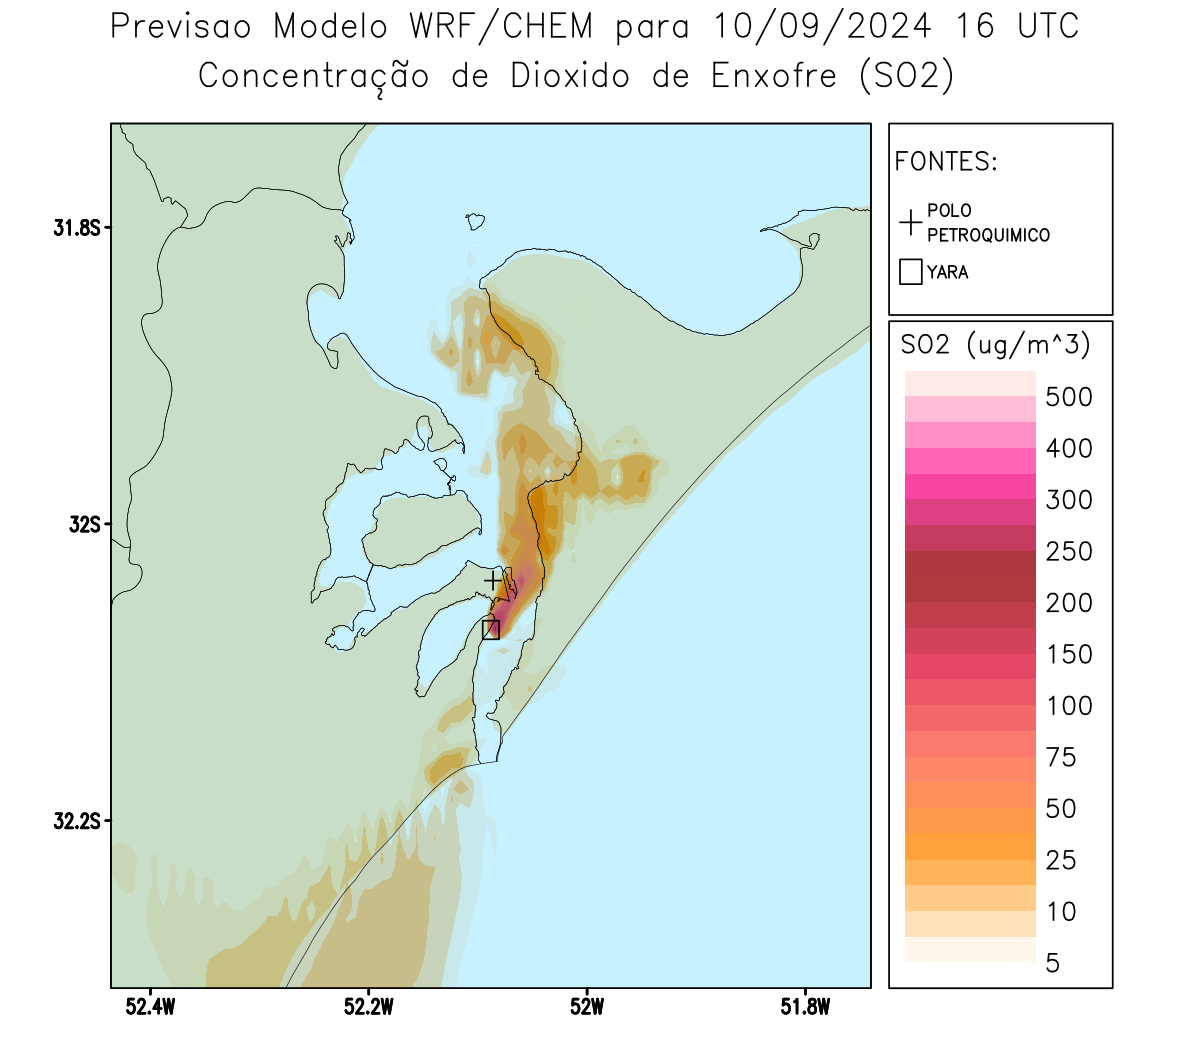 Previsao Modelo WRF/CHEM para 10/09/2024 16 UTC
Concentração de Dioxido de Enxofre (SO2)
FONTES:
POLO
PETROQUIMICO
YARA
SO2 (ug/m^3)
500
400
300
250
200
150
100
75
50
25
10
5
31.8S
32S
32.2S
52.4W
52.2W
52W
51.8W